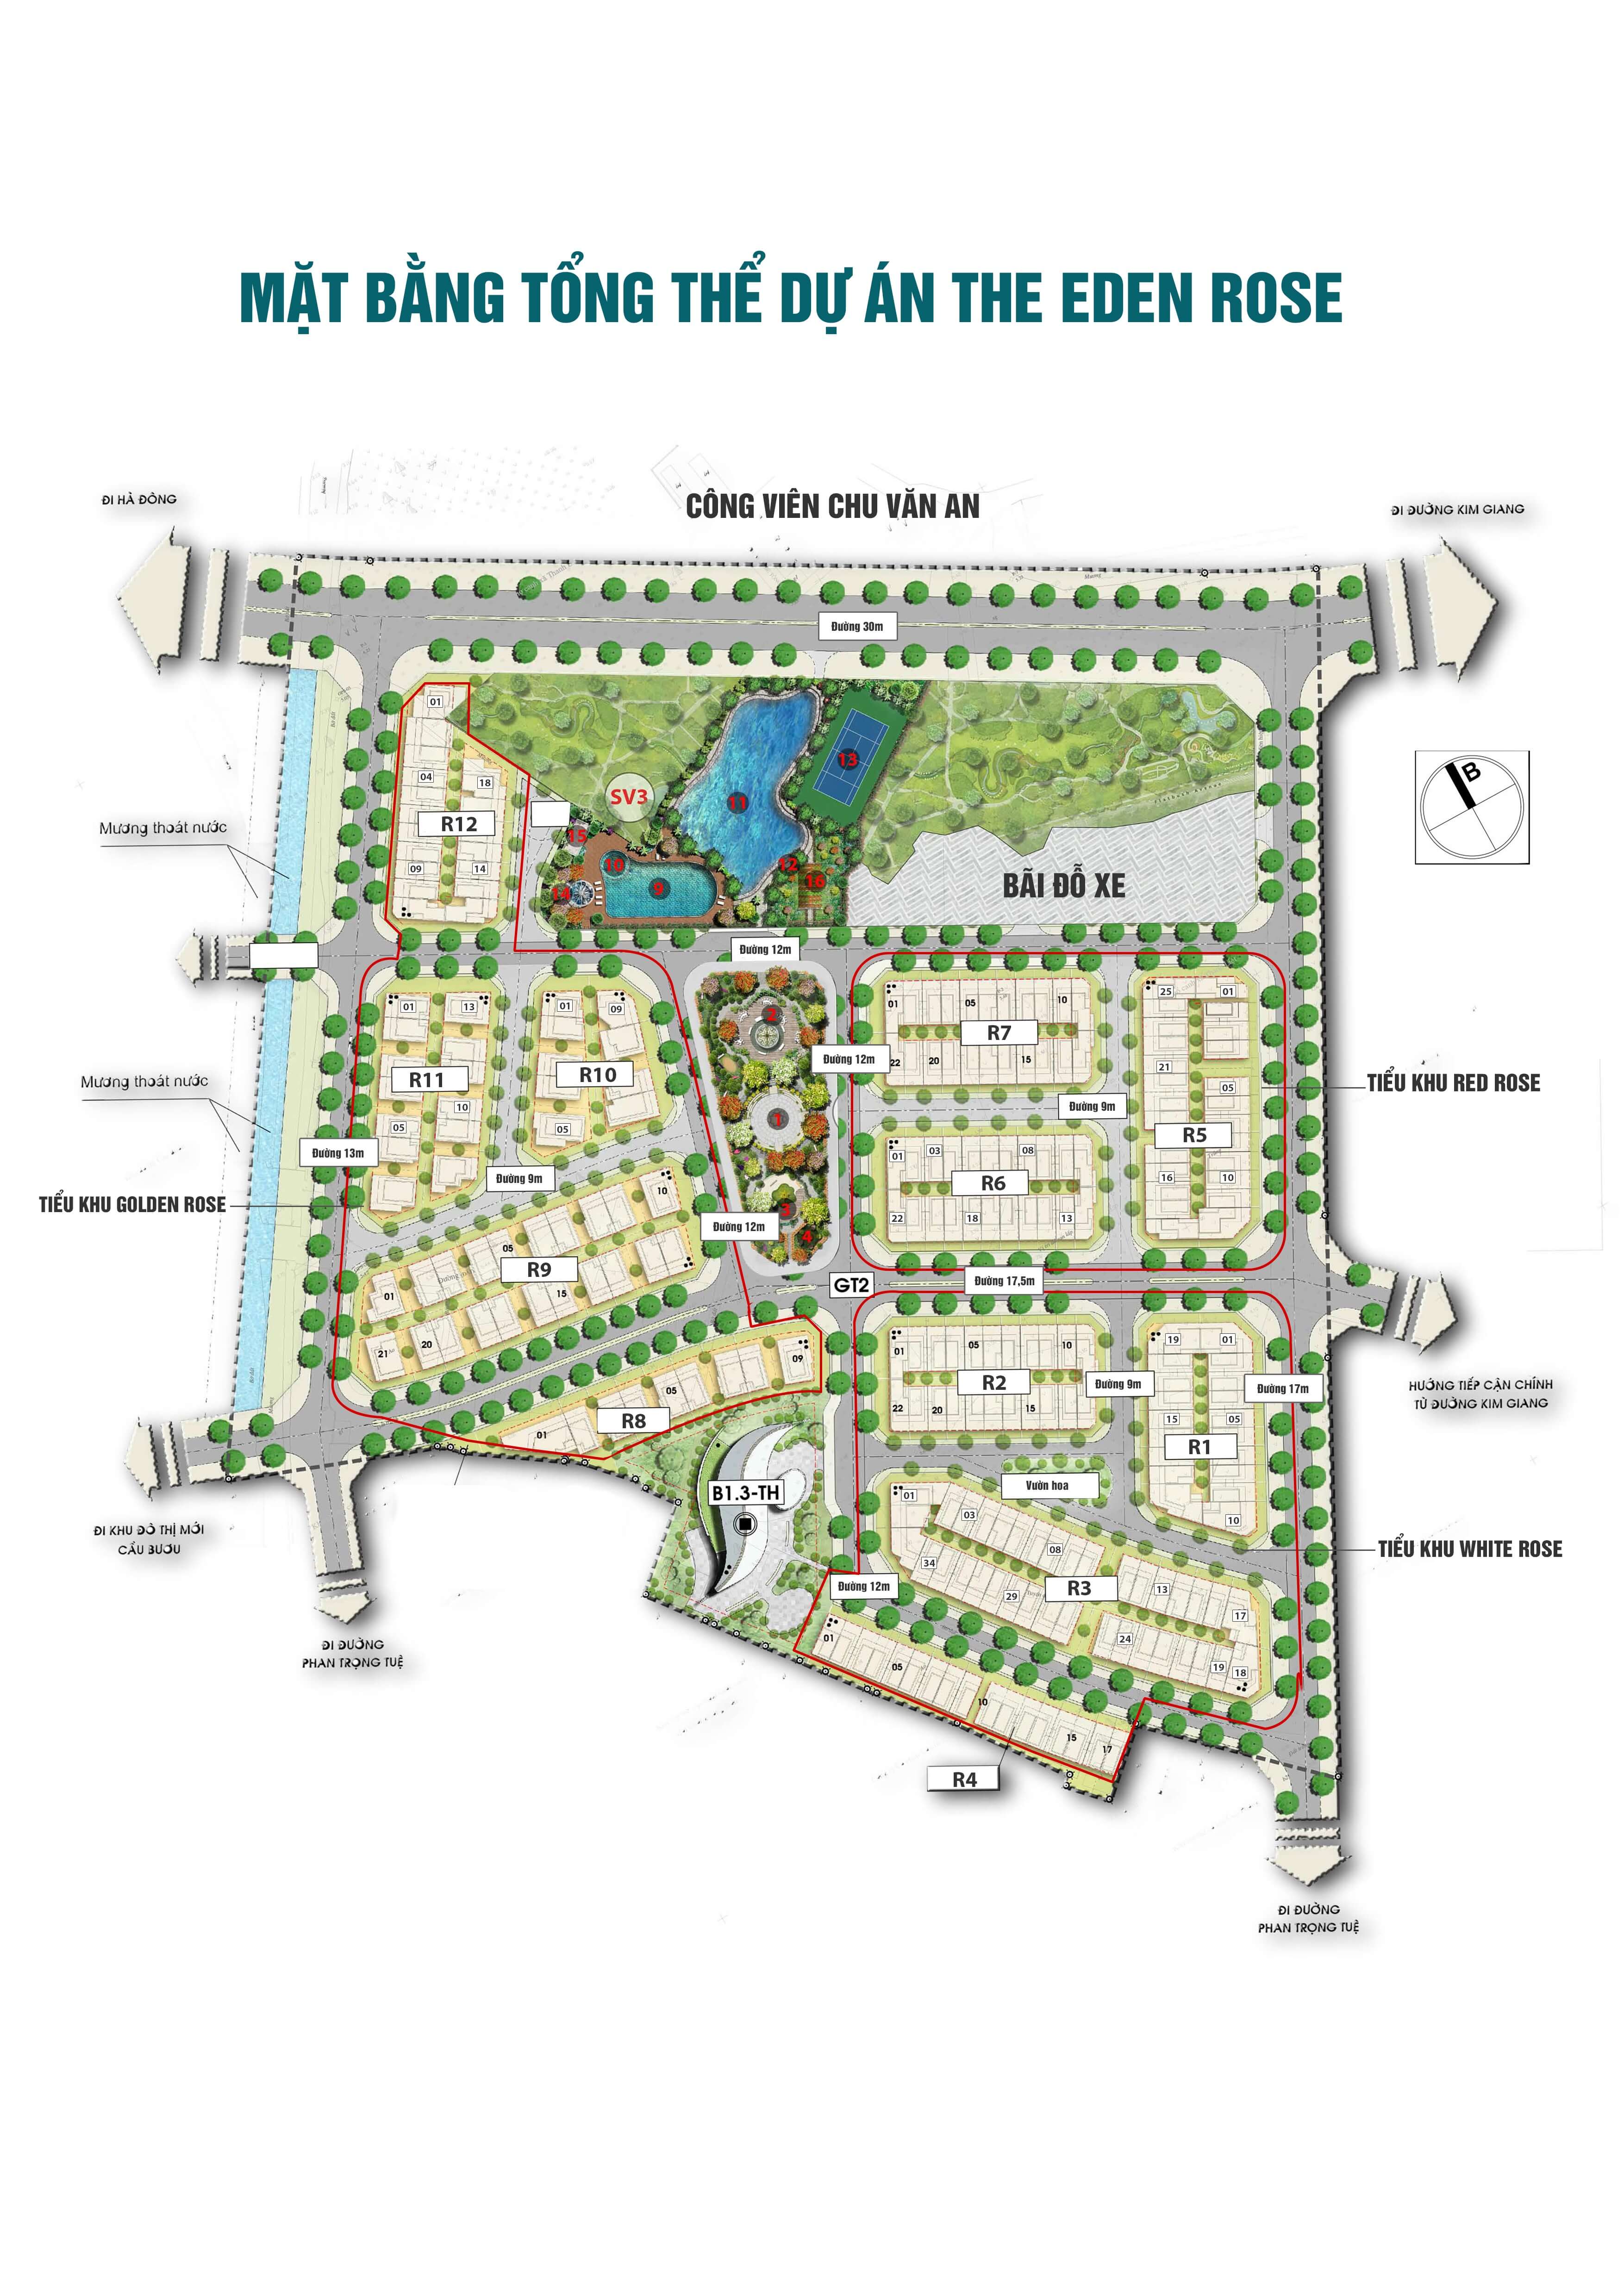 MẶT BẰNG TỔNG THỂ DỰ ÁN THE EDEN ROSE
ĐI HÀ ĐÔNG
CÔNG VIÊN CHU VĂN AN
ĐI ĐƯỜNG KIM GIANG
Đường 30m
01
04
18
R12
09
14
SV3
11
13
15
10
9
14
12
16
BÃI ĐỖ XE
B
Mương thoát nước
Đường 12m
01
13
R11
10
05
01
09
R10
05
2
1
3
4
Đường 12m
01
05
10
R7
22
20
15
25
01
21
05
R5
16
10
TIỂU KHU RED ROSE
Mương thoát nước
Đường 9m
Đường 13m
Đường 9m
01
03
08
R6
22
18
13
TIỂU KHU GOLDEN ROSE
Đường 12m
10
05
R9
01
15
20
21
GT2
Đường 17,5m
01
05
10
R2
22
20
15
Đường 9m
19
01
15
05
R1
10
Đường 17m
HƯỚNG TIẾP CẬN CHÍNH
TỪ ĐƯỜNG KIM GIANG
09
05
R8
01
B1.3-TH
Vườn hoa
ĐI KHU ĐÔ THỊ MỚI
CẦU BƯƠU
01
03
08
34
29
R3
13
17
24
19
18
TIỂU KHU WHITE ROSE
Đường 12m
01
05
10
15
17
R4
ĐI ĐƯỜNG
PHAN TRỌNG TUỆ
ĐI ĐƯỜNG
PHAN TRỌNG TUỆ